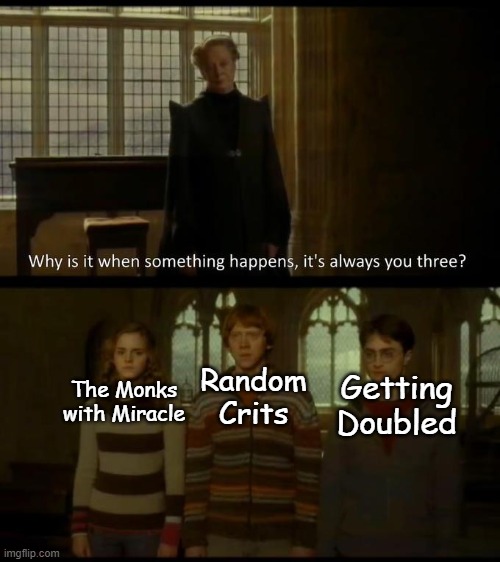 Why is it when something happens, it's always you three?
The Monks
with Miracle
Random
Crits
Getting
Doubled
imgflip.com